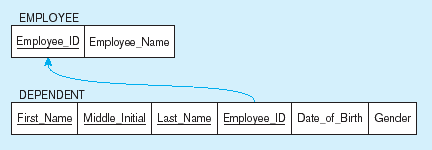 EMPLOYEE
Employee_ID Employee_Name
DEPENDENT
First_Name Middle_Initial Last_Name Employee_ID Date_of_Birth Gender